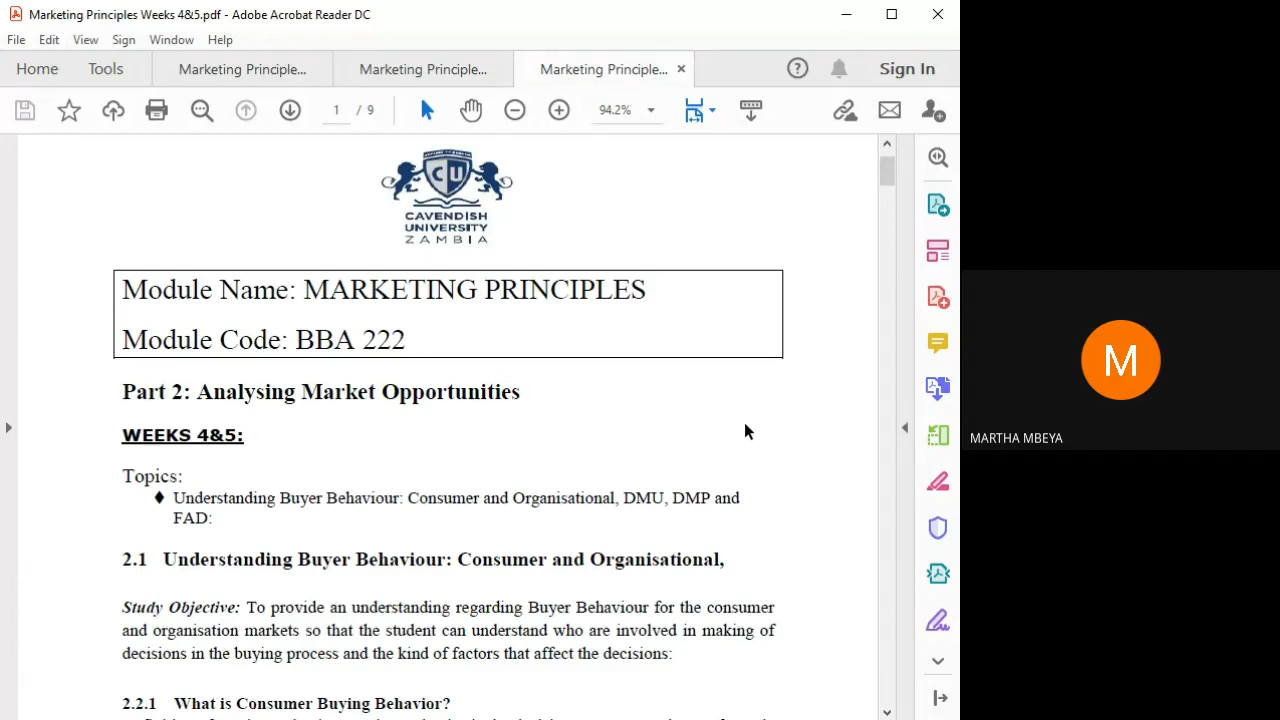 Marketing Principles Weeks 4&5.pdf - Adobe Acrobat Reader DC
File Edit View Sign Window Help
Home Tools Marketing Principle... Marketing Principle... Marketing Principle... Sign In
1 / 9 94.2%
CU
CAVENDISH
UNIVERSITY
ZAMBIA
Module Name: MARKETING PRINCIPLES
Module Code: BBA 222
Part 2: Analysing Market Opportunities
WEEKS 4&5:
Topics:
♦ Understanding Buyer Behaviour: Consumer and Organisational, DMU, DMP and
FAD:
2.1 Understanding Buyer Behaviour: Consumer and Organisational,
Study Objective: To provide an understanding regarding Buyer Behaviour for the consumer
and organisation markets so that the student can understand who are involved in making of
decisions in the buying process and the kind of factors that affect the decisions:
2.2.1 What is Consumer Buying Behavior?
M
MARTHA MBEYA